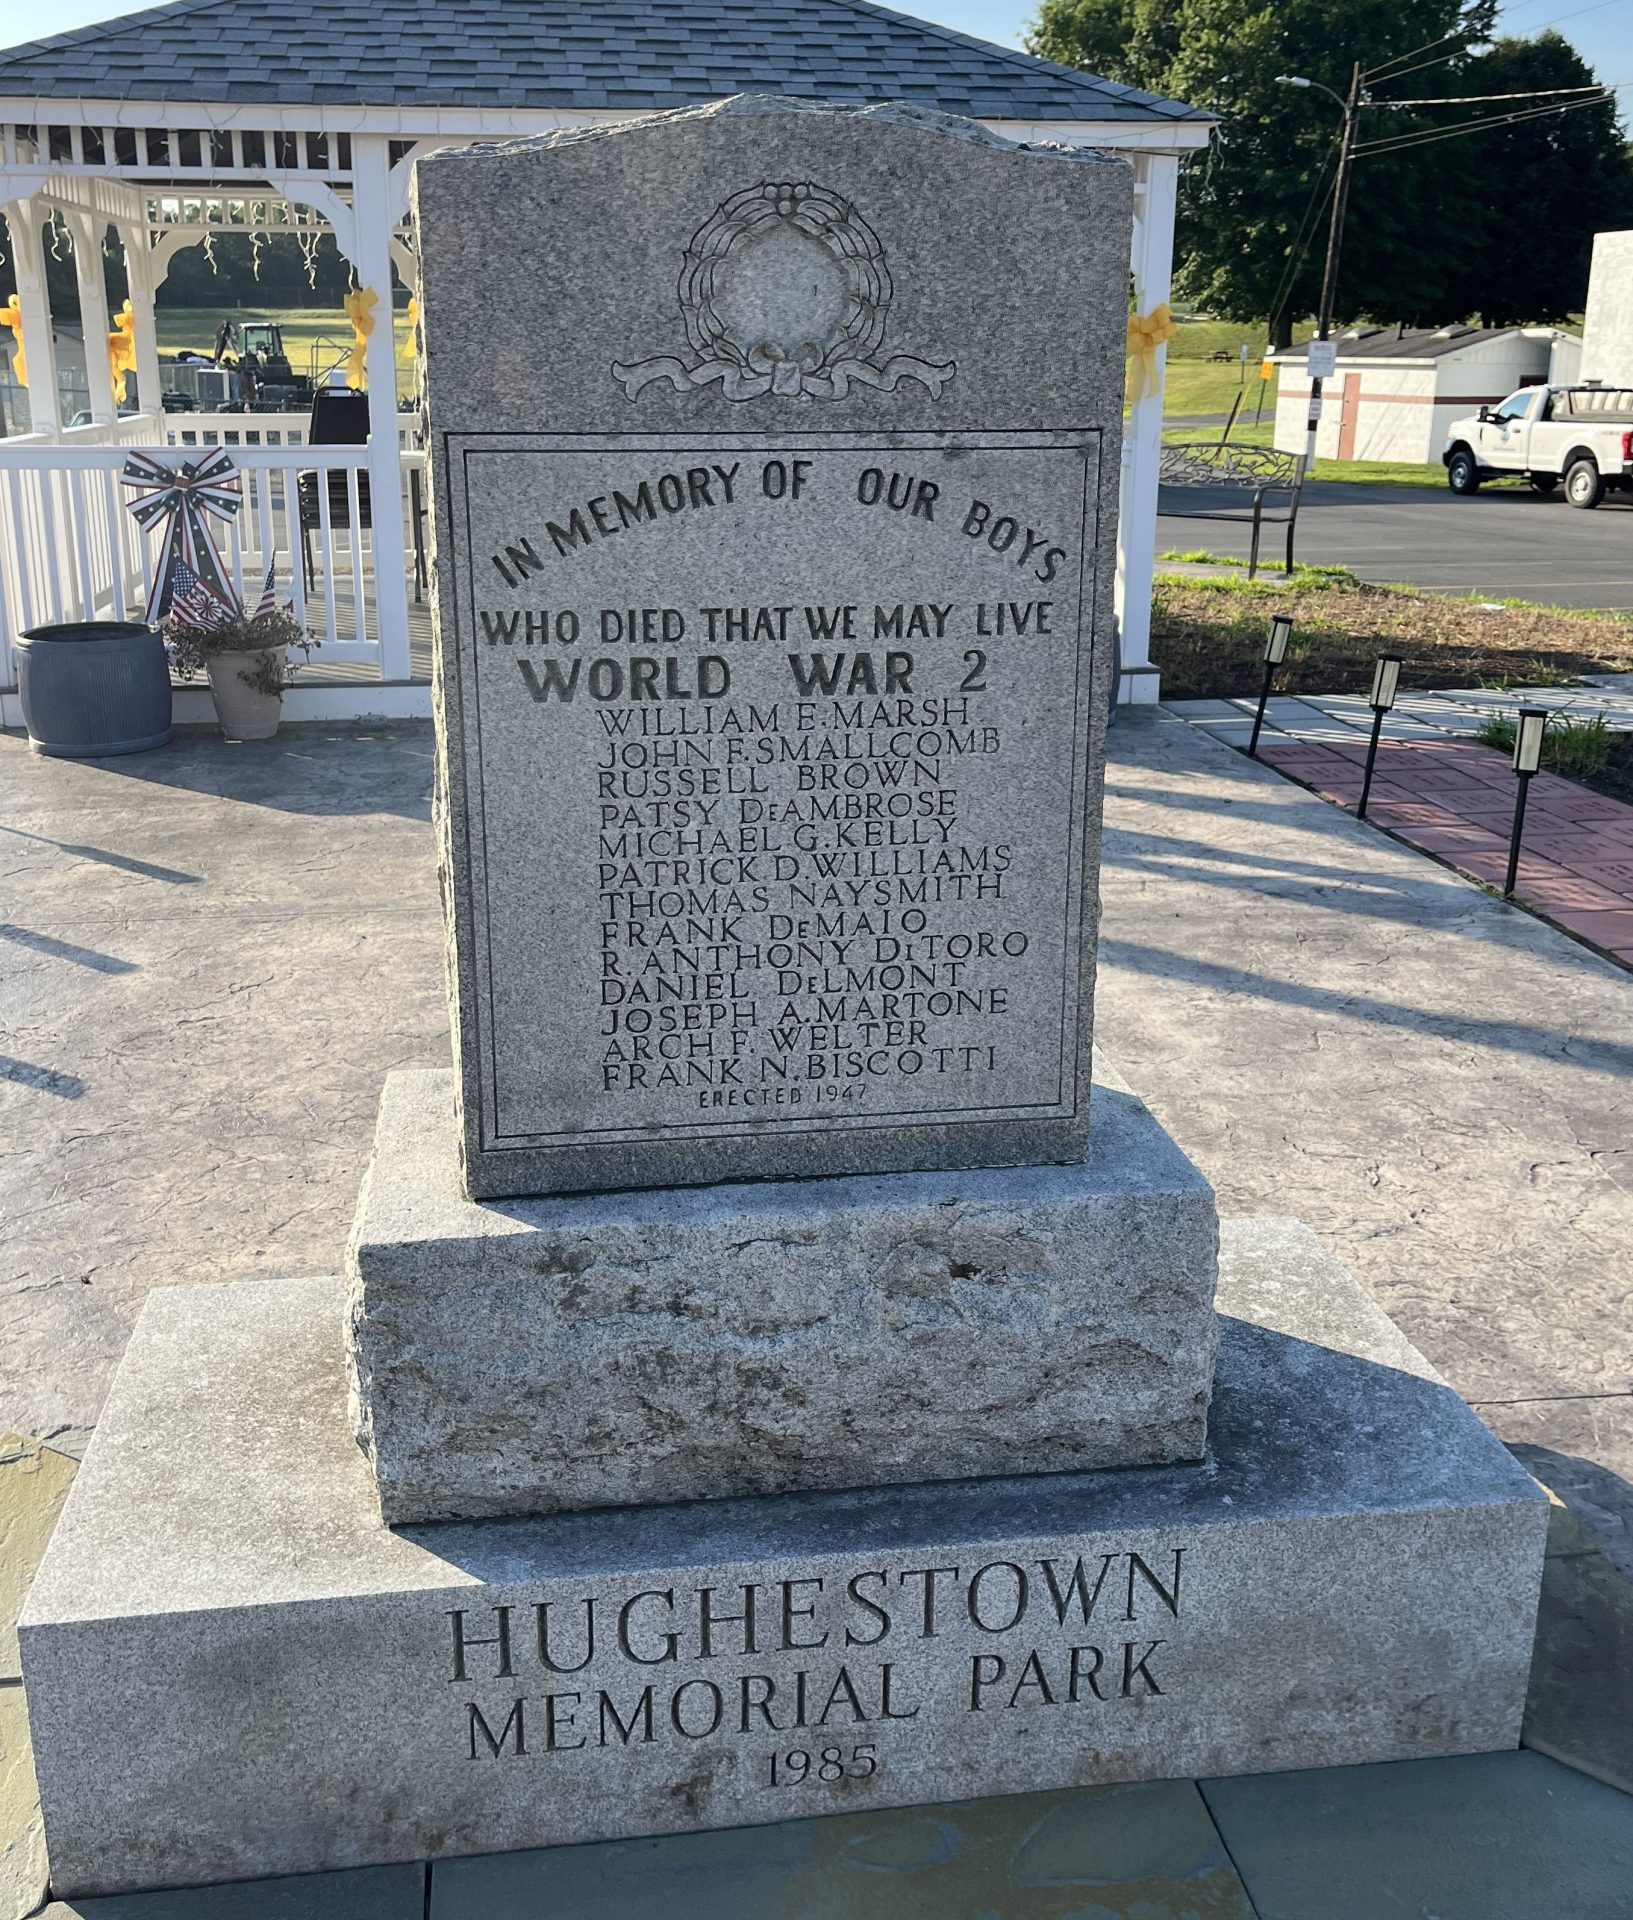 IN MEMORY OF OUR BOYS
WHO DIED THAT WE MAY LIVE
WORLD WAR 2
WILLIAM E. MARSH
JOHN F. SMALLCOMB
RUSSELL BROWN
PATSY DeAMBROSE
MICHAEL G. KELLY
PATRICK D. WILLIAMS
THOMAS NAYSMITH
FRANK DeMAIO
R. ANTHONY DiTORO
DANIEL DeLMONT
JOSEPH A. MARTONE
ARCH F. WELTER
FRANK N. BISCOTTI
ERECTED 1947
HUGHESTOWN
MEMORIAL PARK
1985